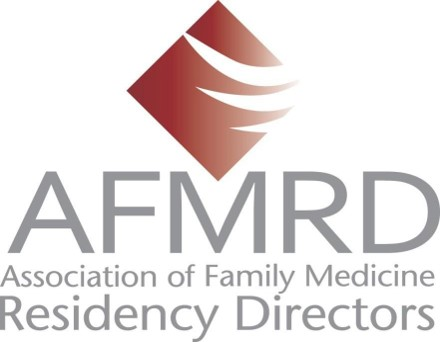 AFMRD
Association of Family Medicine
Residency Directors